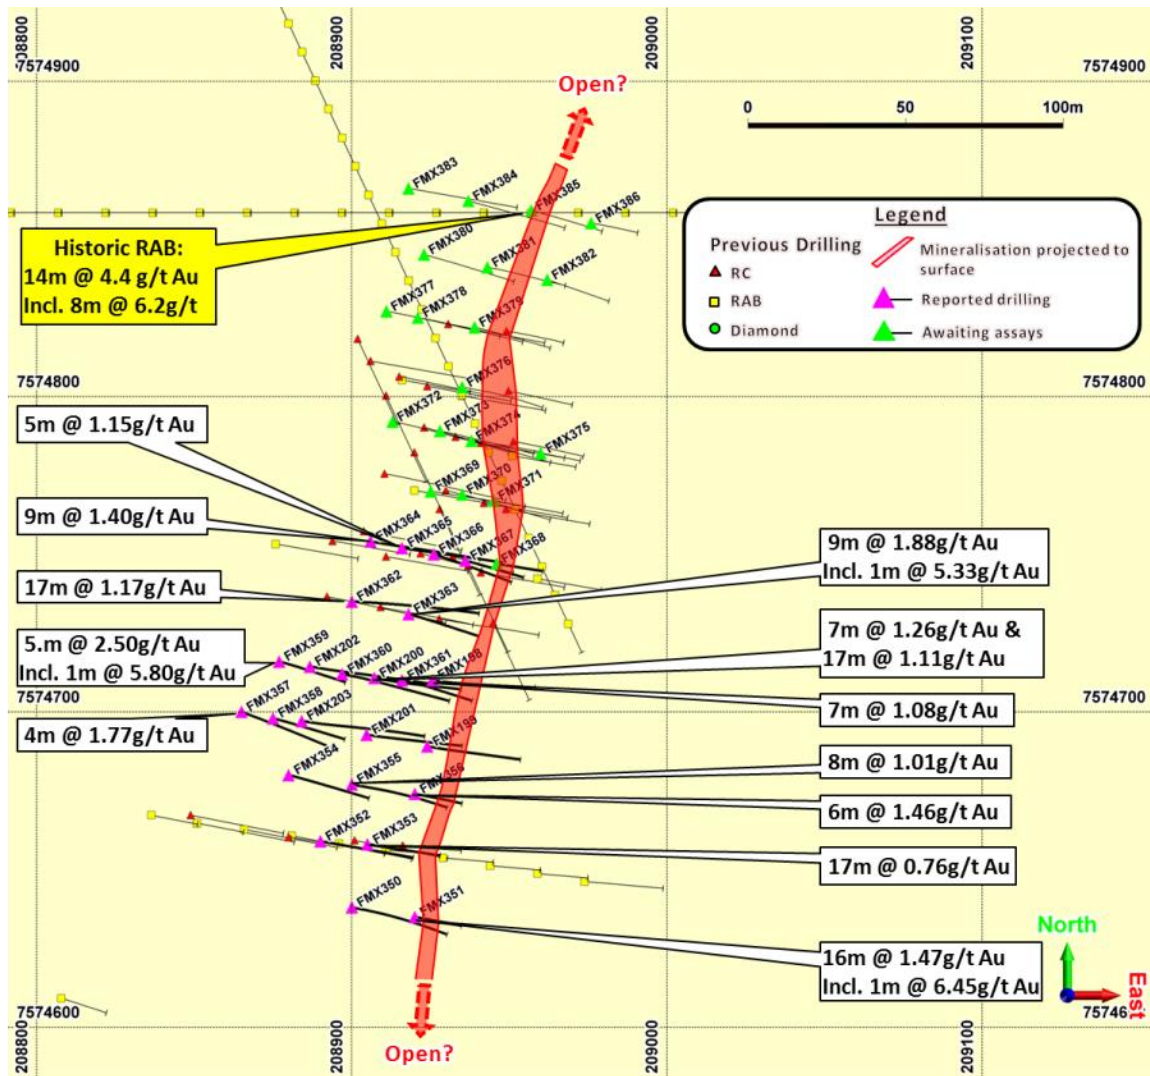 208800
208900
209000
209100
7574900
7574900
Open?
0
50
100m
FMX383
FMX384
FMX385
FMX386
Historic RAB:
14m @ 4.4 g/t Au
Incl. 8m @ 6.2g/t
FMX380
FMX381
FMX382
FMX377
FMX378
FMX379
Legend
Previous Drilling
RC
RAB
Diamond
Mineralisation projected to
surface
Reported drilling
Awaiting assays
7574800
7574800
FMX376
FMX372
FMX373
FMX374
FMX375
5m @ 1.15g/t Au
FMX369
FMX370
FMX371
9m @ 1.40g/t Au
FMX364
FMX365
FMX366
FMX367
FMX368
9m @ 1.88g/t Au
Incl. 1m @ 5.33g/t Au
17m @ 1.17g/t Au
FMX362
FMX363
5.m @ 2.50g/t Au
Incl. 1m @ 5.80g/t Au
FMX359
FMX202
FMX360
FMX200
FMX361
FMX198
7m @ 1.26g/t Au &
17m @ 1.11g/t Au
7574700
7574700
FMX357
FMX358
FMX203
FMX201
FMX199
7m @ 1.08g/t Au
4m @ 1.77g/t Au
FMX354
FMX355
FMX356
8m @ 1.01g/t Au
6m @ 1.46g/t Au
FMX352
FMX353
17m @ 0.76g/t Au
FMX350
FMX351
16m @ 1.47g/t Au
Incl. 1m @ 6.45g/t Au
North
East
7574600
75746
Open?
208800
208900
209000
209100